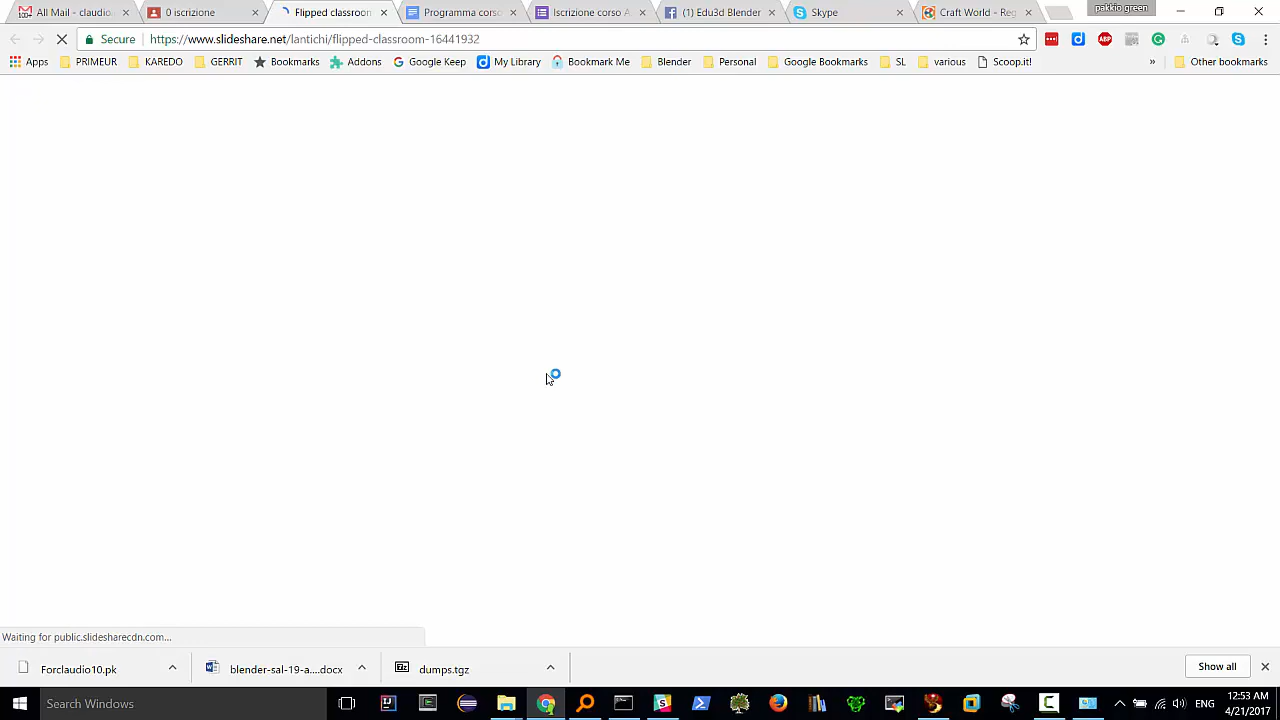 All Mail - claudio.
0 iscrizione
Flipped classroom
Programma corso
Iscrizione corso A
(1) Edu3d Blender
Skype
Craft World - Reg
pakkio green
Secure
https://www.slideshare.net/lantichi/flipped-classroom-16441932
Apps
PRIMEUR
KAREDO
GERRIT
Bookmarks
Addons
Google Keep
My Library
Bookmark Me
Blender
Personal
Google Bookmarks
SL
various
Scoop.it!
»
Other bookmarks
Waiting for public.slidesharecdn.com...
Forclaudio10.pk
blender-sal-19-a....docx
dumps.tgz
Show all
Search Windows
ENG
12:53 AM
4/21/2017